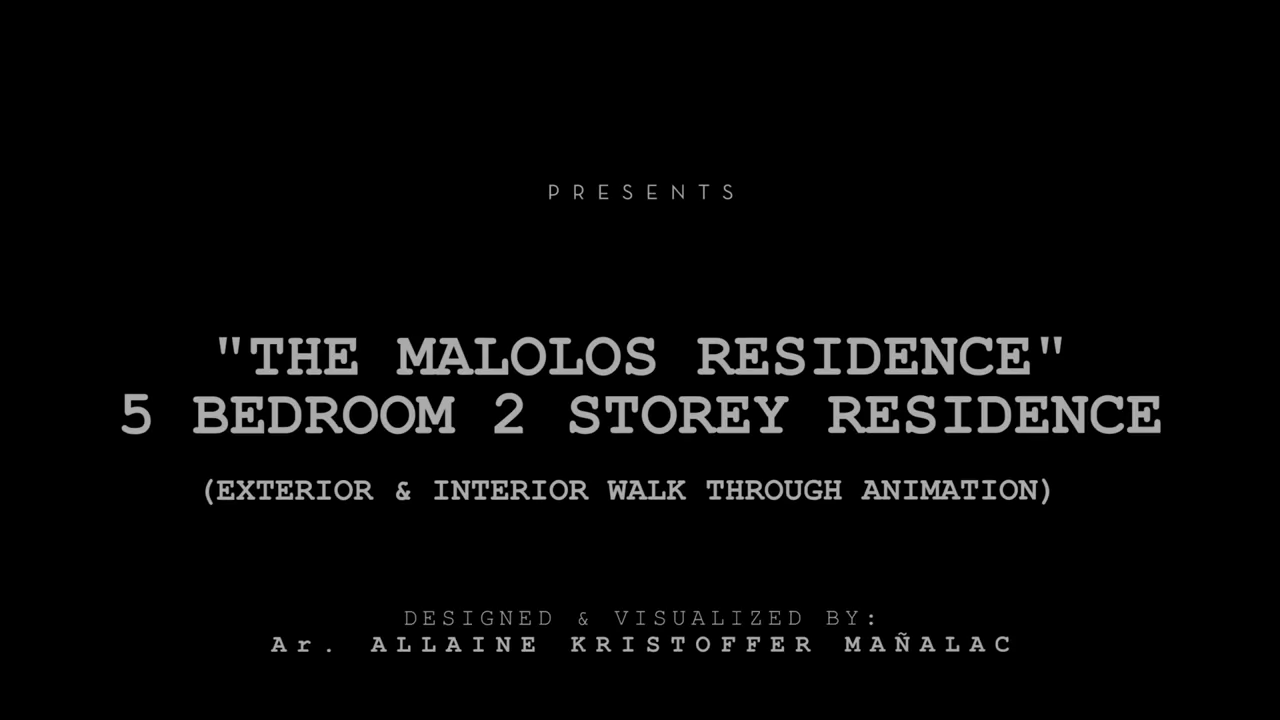 PRESENTS
"THE MALOLOS RESIDENCE"
5 BEDROOM 2 STOREY RESIDENCE
(EXTERIOR & INTERIOR WALK THROUGH ANIMATION)
DESIGNED & VISUALIZED BY:
Ar. ALLAINE KRISTOFFER MAÑALAC